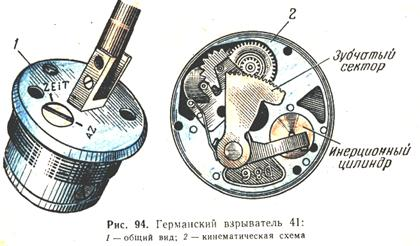 1
ZEiT
AZ
2
Зубчатый
сектор
Инерционный
цилиндр
Рис. 94. Германский взрыватель 41:
1 — общий вид; 2 — кинематическая схема